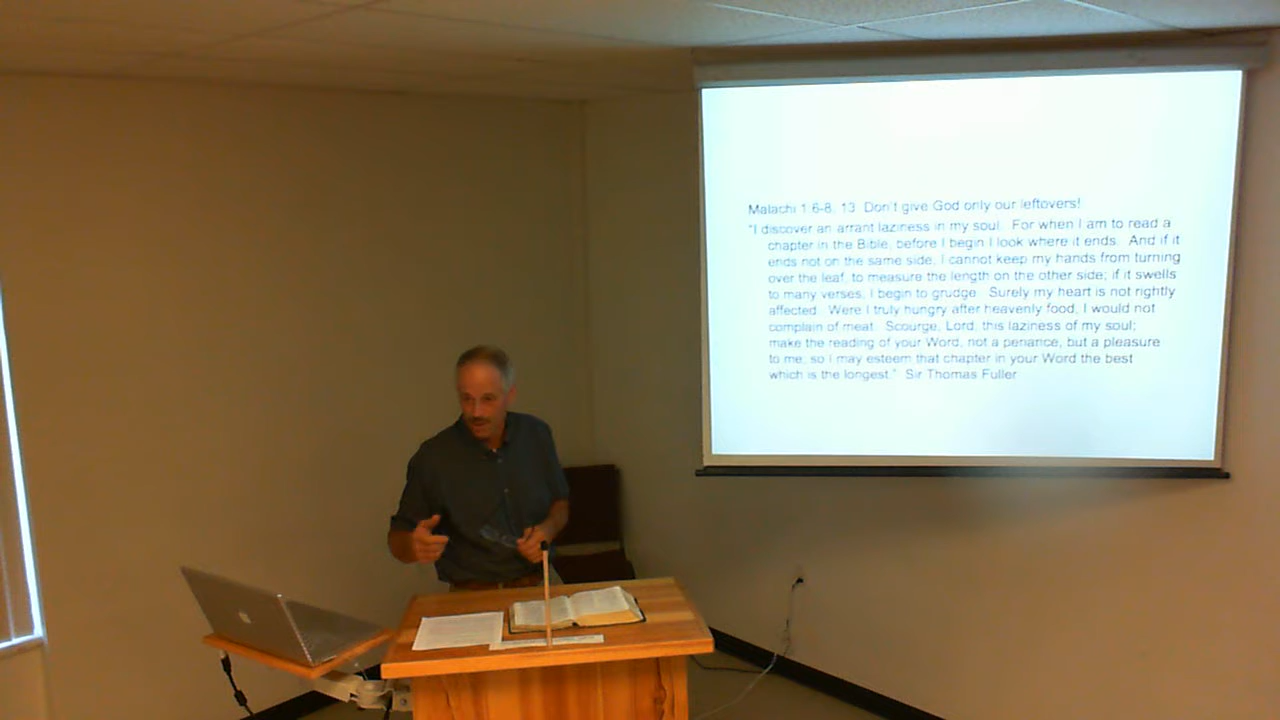 Malachi 1:6-8, 13 Don't give God only our leftovers!
"I discover an arrant laziness in my soul. For when I am to read a
chapter in the Bible, before I begin I look where it ends. And if it
ends not on the same side, I cannot keep my hands from turning
over the leaf, to measure the length on the other side; if it swells
to many verses, I begin to grudge. Surely my heart is not rightly
affected. Were I truly hungry after heavenly food, I would not
complain of meat. Scourge, Lord, this laziness of my soul;
make the reading of your Word, not a penance, but a pleasure
to me; so I may esteem that chapter in your Word the best
which is the longest." Sir Thomas Fuller